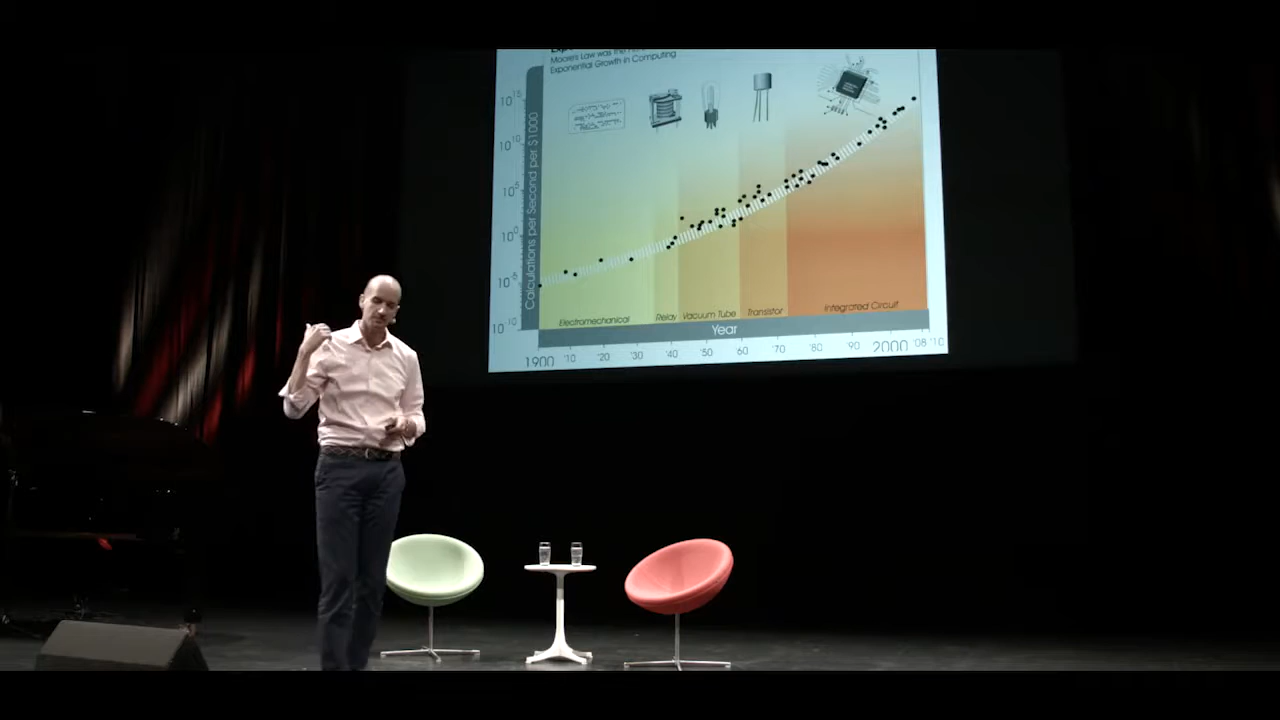 Moore's Law was the
Exponential Growth in Computing
Calculations per Second per $1000
10^15
10^10
10^5
10^0
10^-5
10^-10
Electromechanical
Relay
Vacuum Tube
Transistor
Integrated Circuit
Year
1900
'10
'20
'30
'40
'50
'60
'70
'80
'90
2000
'08
'10